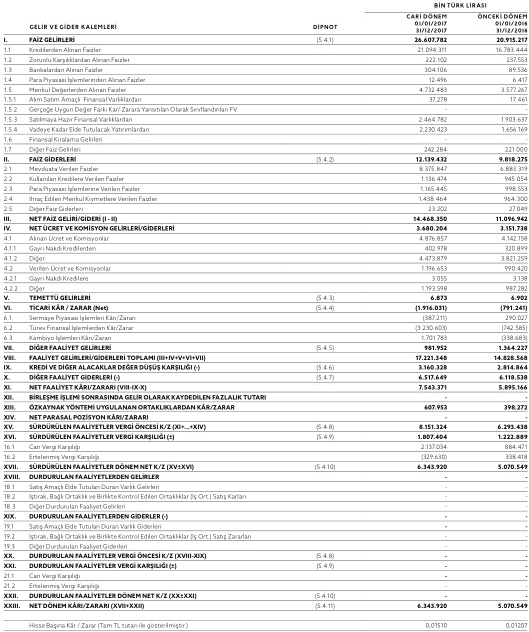 BİN TÜRK LİRASI
CARİ DÖNEM ÖNCEKİ DÖNEM
01/01/2017 01/01/2016
GELİR VE GİDER KALEMLERİ DİPNOT 31/12/2017 31/12/2016
I. FAİZ GELİRLERİ (5.4.1) 26.607.782 20.915.217
1.1 Kredilerden Alınan Faizler 21.094.311 16.783.444
1.2 Zorunlu Karşılıklardan Alınan Faizler 222.102 237.553
1.3 Bankalardan Alınan Faizler 304.106 89.536
1.4 Para Piyasası İşlemlerinden Alınan Faizler 12.496 6.417
1.5 Menkul Değerlerden Alınan Faizler 4.732.483 3.577.267
1.5.1 Alım Satım Amaçlı Finansal Varlıklardan 37.278 17.461
1.5.2 Gerçeğe Uygun Değer Farkı Kar/ Zarara Yansıtılan Olarak Sınıflandırılan FV - -
1.5.3 Satılmaya Hazır Finansal Varlıklardan 2.464.782 1.903.637
1.5.4 Vadeye Kadar Elde Tutulacak Yatırımlardan 2.230.423 1.656.169
1.6 Finansal Kiralama Gelirleri - -
1.7 Diğer Faiz Gelirleri 242.284 221.000
II. FAİZ GİDERLERİ (5.4.2) 12.139.432 9.818.275
2.1 Mevduata Verilen Faizler 8.375.847 6.883.319
2.2 Kullanılan Kredilere Verilen Faizler 1.136.474 945.054
2.3 Para Piyasası İşlemlerine Verilen Faizler 1.165.445 998.553
2.4 İhraç Edilen Menkul Kıymetlere Verilen Faizler 1.438.464 964.300
2.5 Diğer Faiz Giderleri 23.202 27.049
III. NET FAİZ GELİRİ/GİDERİ (I - II) 14.468.350 11.096.942
IV. NET ÜCRET VE KOMİSYON GELİRLERİ/GİDERLERİ 3.680.204 3.151.738
4.1 Alınan Ücret ve Komisyonlar 4.876.857 4.142.158
4.1.1 Gayri Nakdi Kredilerden 402.978 320.899
4.1.2 Diğer 4.473.879 3.821.259
4.2 Verilen Ücret ve Komisyonlar 1.196.653 990.420
4.2.1 Gayri Nakdi Kredilere 3.055 3.138
4.2.2 Diğer 1.193.598 987.282
V. TEMETTÜ GELİRLERİ (5.4.3) 6.873 6.902
VI. TİCARİ KÂR / ZARAR (Net) (5.4.4) (1.916.031) (791.241)
6.1 Sermaye Piyasası İşlemleri Kârı/Zararı (387.211) 290.027
6.2 Türev Finansal İşlemlerden Kâr/Zarar (3.230.603) (742.585)
6.3 Kambiyo İşlemleri Kârı/Zararı 1.701.783 (338.683)
VII. DİĞER FAALİYET GELİRLERİ (5.4.5) 981.952 1.364.227
VIII. FAALİYET GELİRLERİ/GİDERLERİ TOPLAMI (III+IV+V+VI+VII) 17.221.348 14.828.568
IX. KREDİ VE DİĞER ALACAKLAR DEĞER DÜŞÜŞ KARŞILIĞI (-) (5.4.6) 3.160.328 2.814.864
X. DİĞER FAALİYET GİDERLERİ (-) (5.4.7) 6.517.649 6.118.538
XI. NET FAALİYET KÂRI/ZARARI (VIII-IX-X) 7.543.371 5.895.166
XII. BİRLEŞME İŞLEMİ SONRASINDA GELİR OLARAK KAYDEDİLEN FAZLALIK TUTARI - -
XIII. ÖZKAYNAK YÖNTEMİ UYGULANAN ORTAKLIKLARDAN KÂR/ZARAR 607.953 398.272
XIV. NET PARASAL POZİSYON KÂRI/ZARARI - -
XV. SÜRDÜRÜLEN FAALİYETLER VERGİ ÖNCESİ K/Z (XI+...+XIV) (5.4.8) 8.151.324 6.293.438
XVI. SÜRDÜRÜLEN FAALİYETLER VERGİ KARŞILIĞI (±) (5.4.9) 1.807.404 1.222.889
16.1 Cari Vergi Karşılığı 2.137.034 884.471
16.2 Ertelenmiş Vergi Karşılığı (329.630) 338.418
XVII. SÜRDÜRÜLEN FAALİYETLER DÖNEM NET K/Z (XV±XVI) (5.4.10) 6.343.920 5.070.549
XVIII. DURDURULAN FAALİYETLERDEN GELİRLER - -
18.1 Satış Amaçlı Elde Tutulan Duran Varlık Gelirleri - -
18.2 İştirak, Bağlı Ortaklık ve Birlikte Kontrol Edilen Ortaklıklar (İş Ort.) Satış Karları - -
18.3 Diğer Durdurulan Faaliyet Gelirleri - -
XIX. DURDURULAN FAALİYETLERDEN GİDERLER (-) - -
19.1 Satış Amaçlı Elde Tutulan Duran Varlık Giderleri - -
19.2 İştirak, Bağlı Ortaklık ve Birlikte Kontrol Edilen Ortaklıklar (İş Ort.) Satış Zararları - -
19.3 Diğer Durdurulan Faaliyet Giderleri - -
XX. DURDURULAN FAALİYETLER VERGİ ÖNCESİ K/Z (XVIII-XIX) (5.4.8) - -
XXI. DURDURULAN FAALİYETLER VERGİ KARŞILIĞI (±) (5.4.9) - -
21.1 Cari Vergi Karşılığı - -
21.2 Ertelenmiş Vergi Karşılığı - -
XXII. DURDURULAN FAALİYETLER DÖNEM NET K/Z (XX±XXI) (5.4.10) - -
XXIII. NET DÖNEM KÂRI/ZARARI (XVII+XXII) (5.4.11) 6.343.920 5.070.549
Hisse Başına Kâr / Zarar (Tam TL tutarı ile gösterilmiştir.) 0,01510 0,01207